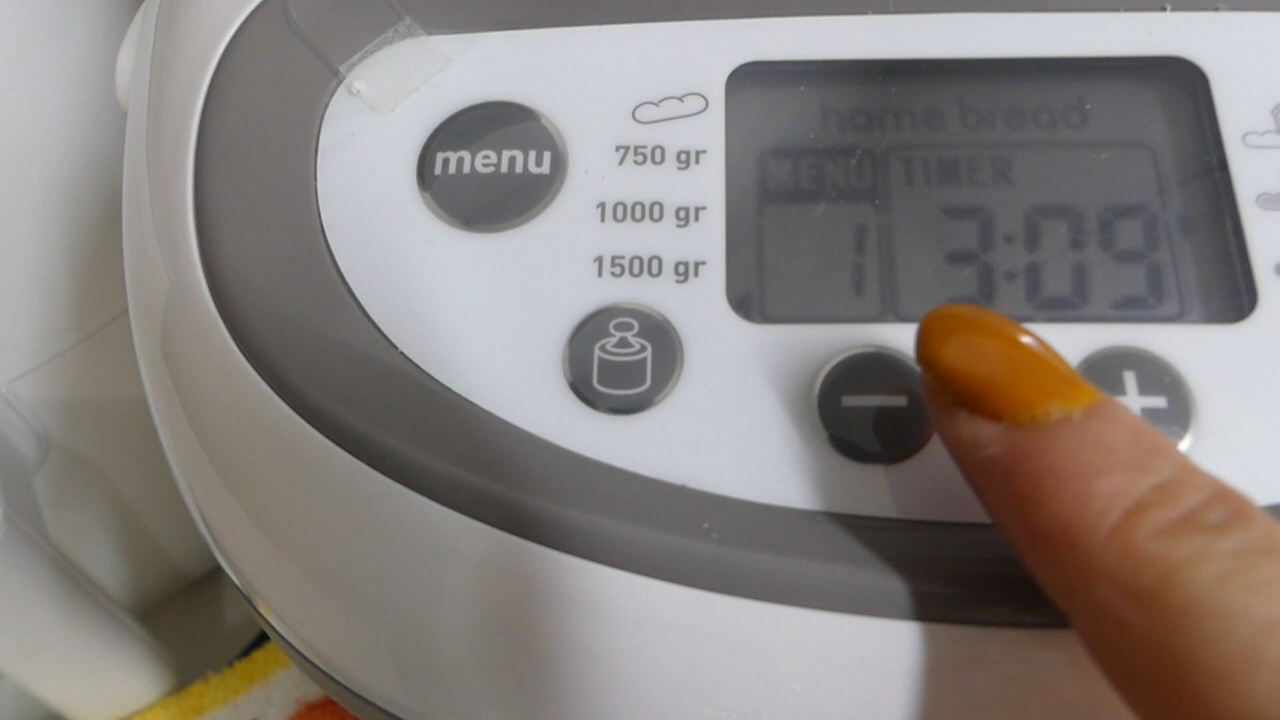 menu
750 gr
1000 gr
1500 gr
home bread
MENU TIMER
1 3:09
− +